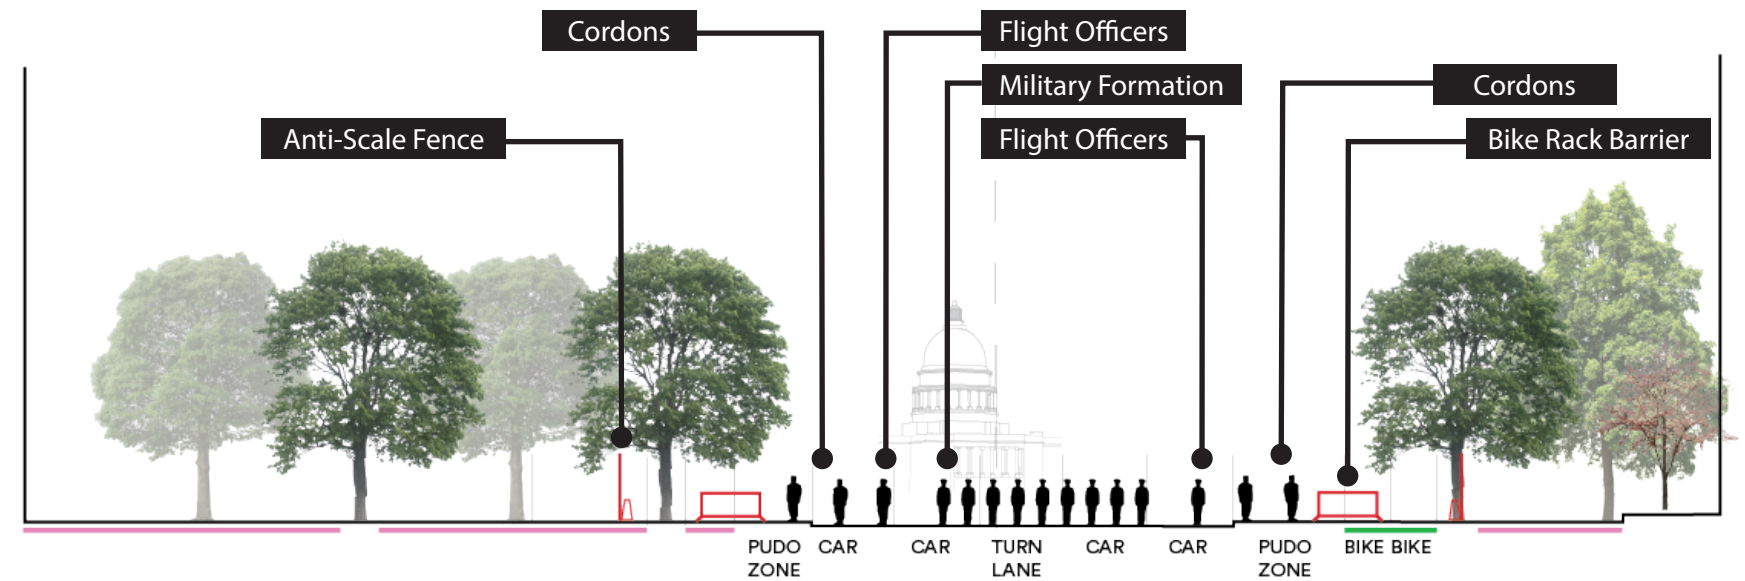 Cordons
Flight Officers
Military Formation
Cordons
Anti-Scale Fence
Flight Officers
Bike Rack Barrier
PUDO ZONE
CAR
CAR
TURN LANE
CAR
CAR
PUDO ZONE
BIKE BIKE